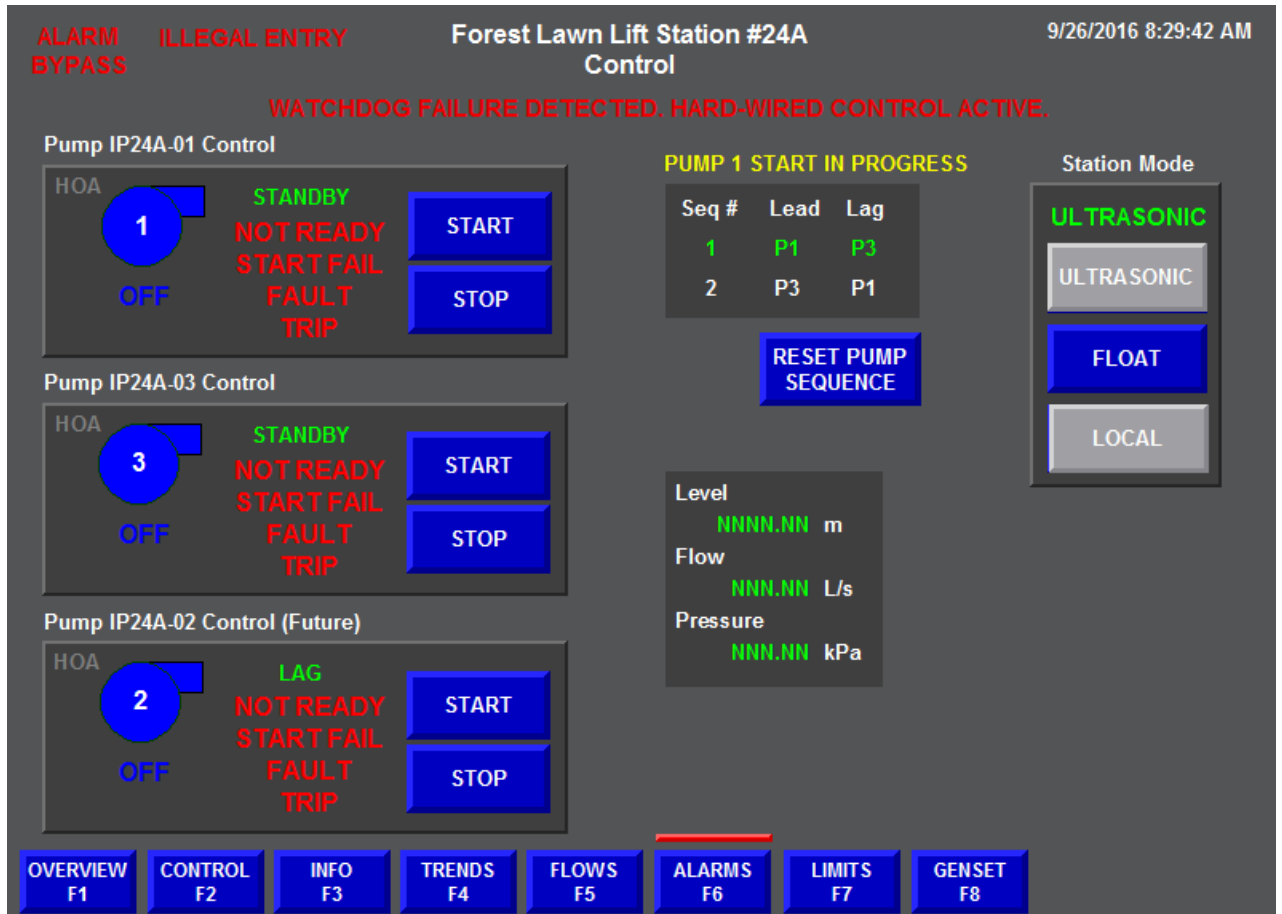 ALARM BYPASS
ILLEGAL ENTRY
Forest Lawn Lift Station #24A
Control
9/26/2016 8:29:42 AM
WATCHDOG FAILURE DETECTED. HARD-WIRED CONTROL ACTIVE.
Pump IP24A-01 Control
HOA
1
OFF
STANDBY
NOT READY
START FAIL
FAULT
TRIP
START
STOP
Pump IP24A-03 Control
HOA
3
OFF
STANDBY
NOT READY
START FAIL
FAULT
TRIP
START
STOP
Pump IP24A-02 Control (Future)
HOA
2
OFF
LAG
NOT READY
START FAIL
FAULT
TRIP
START
STOP
PUMP 1 START IN PROGRESS
Seq # Lead Lag
1 P1 P3
2 P3 P1
RESET PUMP
SEQUENCE
Level
NNNN.NN m
Flow
NNN.NN L/s
Pressure
NNN.NN kPa
Station Mode
ULTRASONIC
ULTRASONIC
FLOAT
LOCAL
OVERVIEW
F1
CONTROL
F2
INFO
F3
TRENDS
F4
FLOWS
F5
ALARMS
F6
LIMITS
F7
GENSET
F8